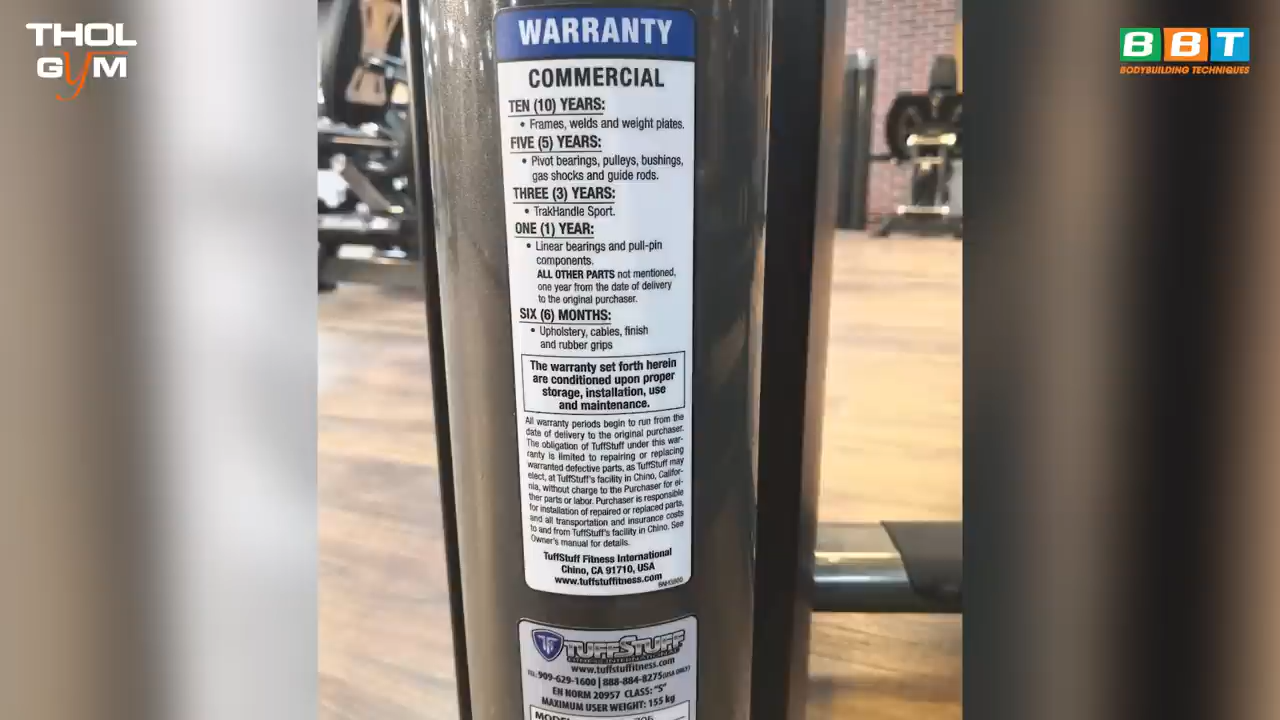 THOL
GYM
BBT
BODYBUILDING TECHNIQUES
WARRANTY
COMMERCIAL
TEN (10) YEARS:
• Frames, welds and weight plates.
FIVE (5) YEARS:
• Pivot bearings, pulleys, bushings,
gas shocks and guide rods.
THREE (3) YEARS:
• TrakHandle Sport.
ONE (1) YEAR:
• Linear bearings and pull-pin
components.
ALL OTHER PARTS not mentioned,
one year from the date of delivery
to the original purchaser.
SIX (6) MONTHS:
• Upholstery, cables, finish
and rubber grips
The warranty set forth herein
are conditioned upon proper
storage, installation, use
and maintenance.
All warranty periods begin to run from the
date of delivery to the original purchaser.
The obligation of TuffStuff under this war-
ranty is limited to repairing or replacing
warranted defective parts, as TuffStuff may
elect, at TuffStuff's facility in Chino, Califor-
nia, without charge to the Purchaser for ei-
ther parts or labor. Purchaser is responsible
for installation of repaired or replaced parts,
and all transportation and insurance costs
to and from TuffStuff's facility in Chino. See
Owner's manual for details.
TuffStuff Fitness International
Chino, CA 91710, USA
www.tuffstuffitness.com
TUFFSTUFF
FITNESS INTERNATIONAL
www.tuffstuffitness.com
TEL: 909-629-1600 | 888-884-8275 (USA ONLY)
EN NORM 20957 CLASS: "S"
MAXIMUM USER WEIGHT: 155 kg